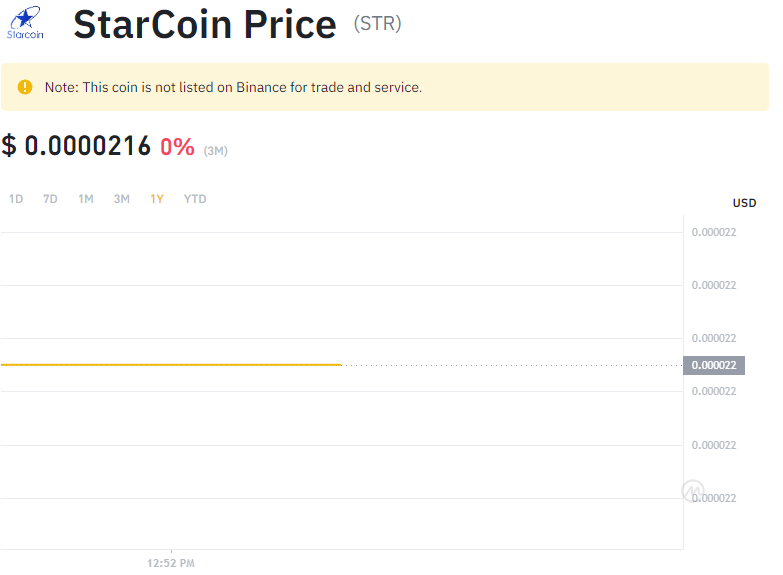 Starcoin
StarCoin Price (STR)
Note: This coin is not listed on Binance for trade and service.
$ 0.0000216 0% (3M)
1D 7D 1M 3M 1Y YTD
USD
0.000022
0.000022
0.000022
0.000022
0.000022
0.000022
0.000022
12:52 PM